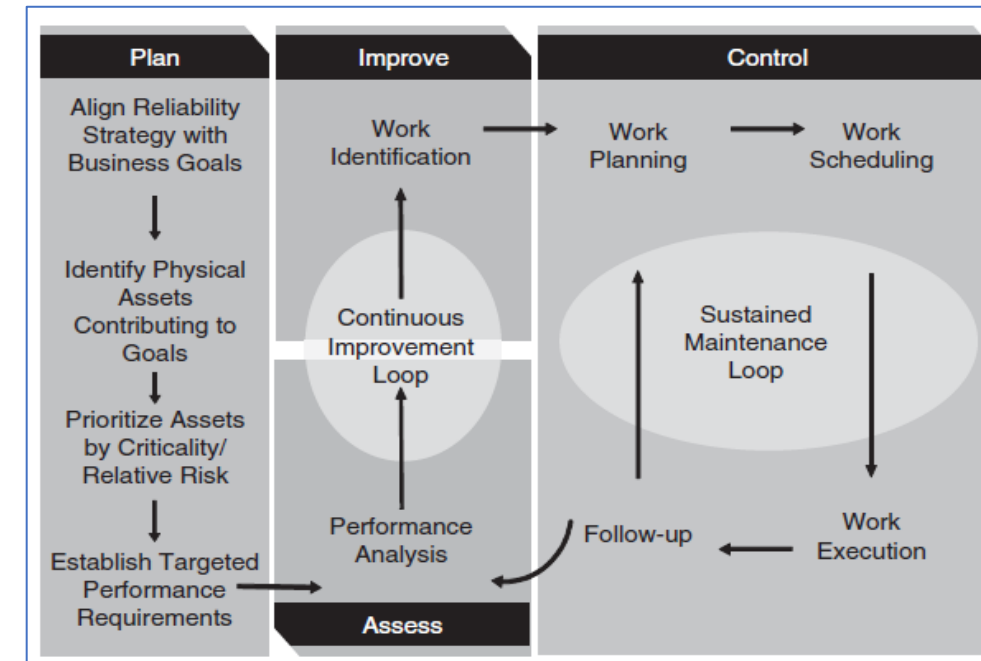 Plan
Align Reliability
Strategy with
Business Goals
Identify Physical
Assets
Contributing to
Goals
Prioritize Assets
by Criticality/
Relative Risk
Establish Targeted
Performance
Requirements
Improve
Work
Identification
Continuous
Improvement
Loop
Performance
Analysis
Assess
Control
Work
Planning
Work
Scheduling
Sustained
Maintenance
Loop
Follow-up
Work
Execution